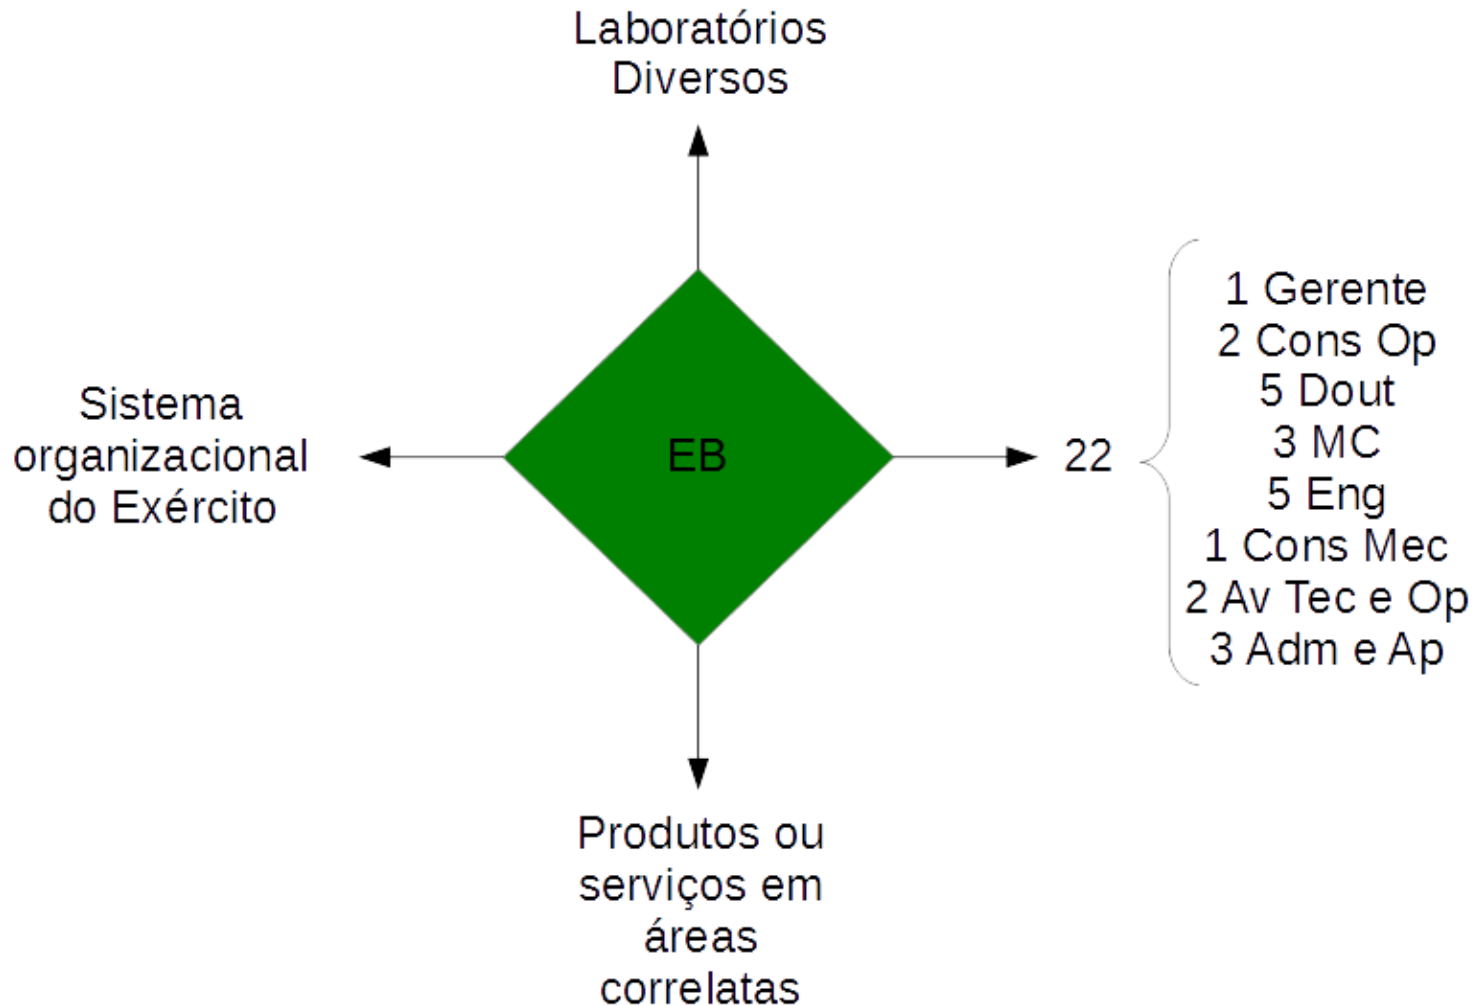 Laboratórios
Diversos
Sistema
organizacional
do Exército
EB
22
1 Gerente
2 Cons Op
5 Dout
3 MC
5 Eng
1 Cons Mec
2 Av Tec e Op
3 Adm e Ap
Produtos ou
serviços em
áreas
correlatas